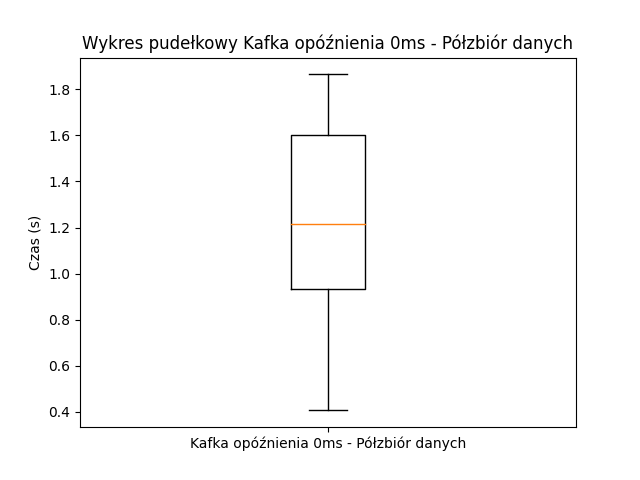 Wykres pudełkowy Kafka opóźnienia 0ms - Półzbiór danych
Czas (s)
1.8
1.6
1.4
1.2
1.0
0.8
0.6
0.4
Kafka opóźnienia 0ms - Półzbiór danych